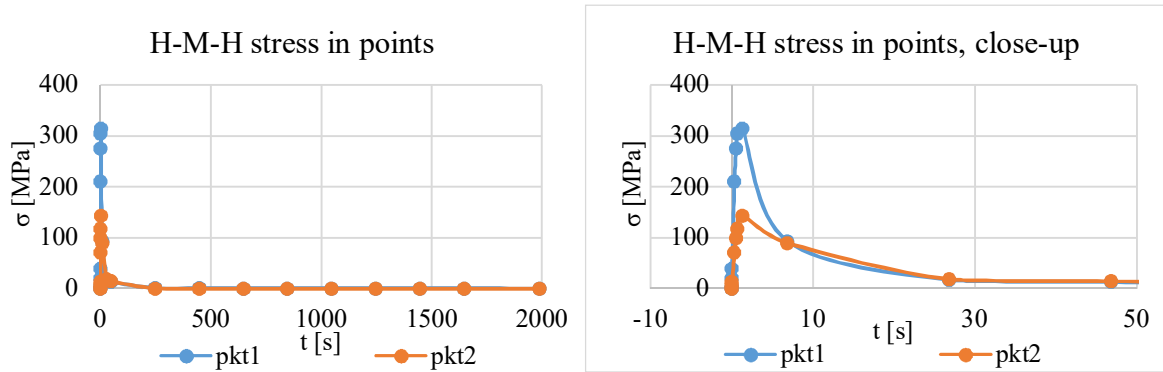 H-M-H stress in points
400
300
200
100
0
σ [MPa]
0
500
1000
1500
2000
t [s]
pkt1
pkt2
H-M-H stress in points, close-up
400
300
200
100
0
σ [MPa]
-10
10
30
50
t [s]
pkt1
pkt2